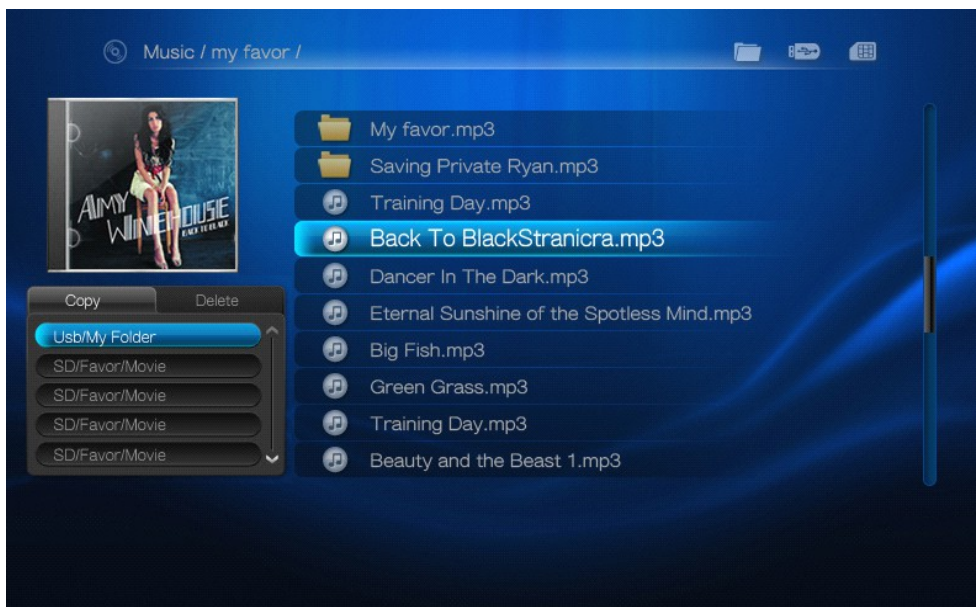 Music / my favor /
AMY
WINEHOUSE
BACK TO BLACK
Copy
Delete
Usb/My Folder
SD/Favor/Movie
SD/Favor/Movie
SD/Favor/Movie
SD/Favor/Movie
My favor.mp3
Saving Private Ryan.mp3
Training Day.mp3
Back To BlackStranicra.mp3
Dancer In The Dark.mp3
Eternal Sunshine of the Spotless Mind.mp3
Big Fish.mp3
Green Grass.mp3
Training Day.mp3
Beauty and the Beast 1.mp3